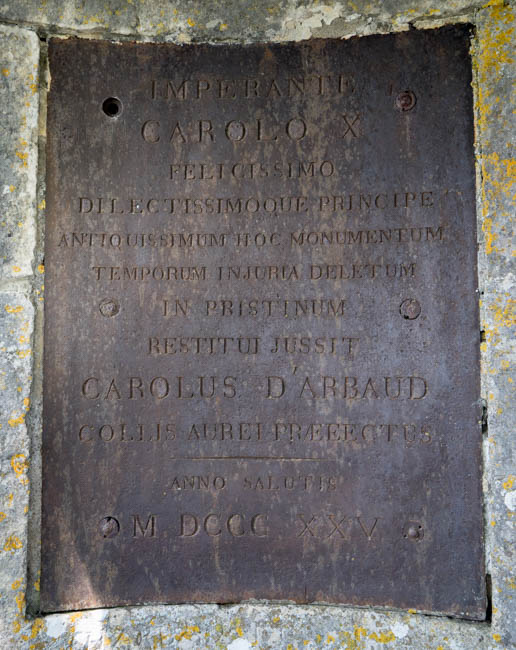 IMPERANTE
CAROLO X
FELICISSIMO
DILECTISSIMOQUE PRINCIPE
ANTIQUISSIMUM HOC MONUMENTUM
TEMPORUM INJURIA DELETUM
IN PRISTINUM
RESTITUI JUSSIT
CAROLUS D'ARBAUD
COLLIS AUREI PRÆFECTUS
ANNO SALUTIS
M DCCC XXV